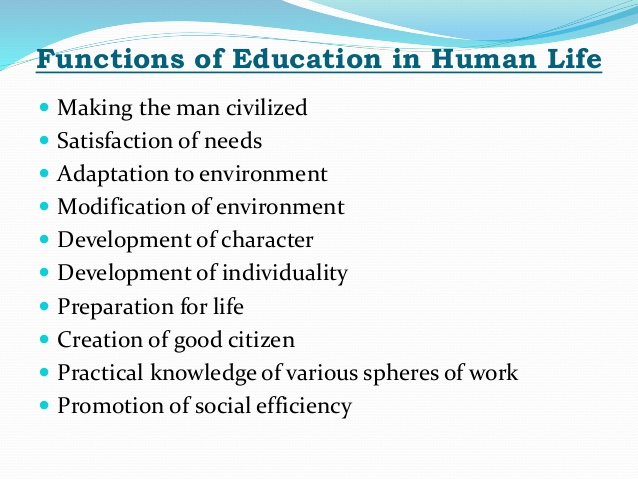 Functions of Education in Human Life
• Making the man civilized
• Satisfaction of needs
• Adaptation to environment
• Modification of environment
• Development of character
• Development of individuality
• Preparation for life
• Creation of good citizen
• Practical knowledge of various spheres of work
• Promotion of social efficiency